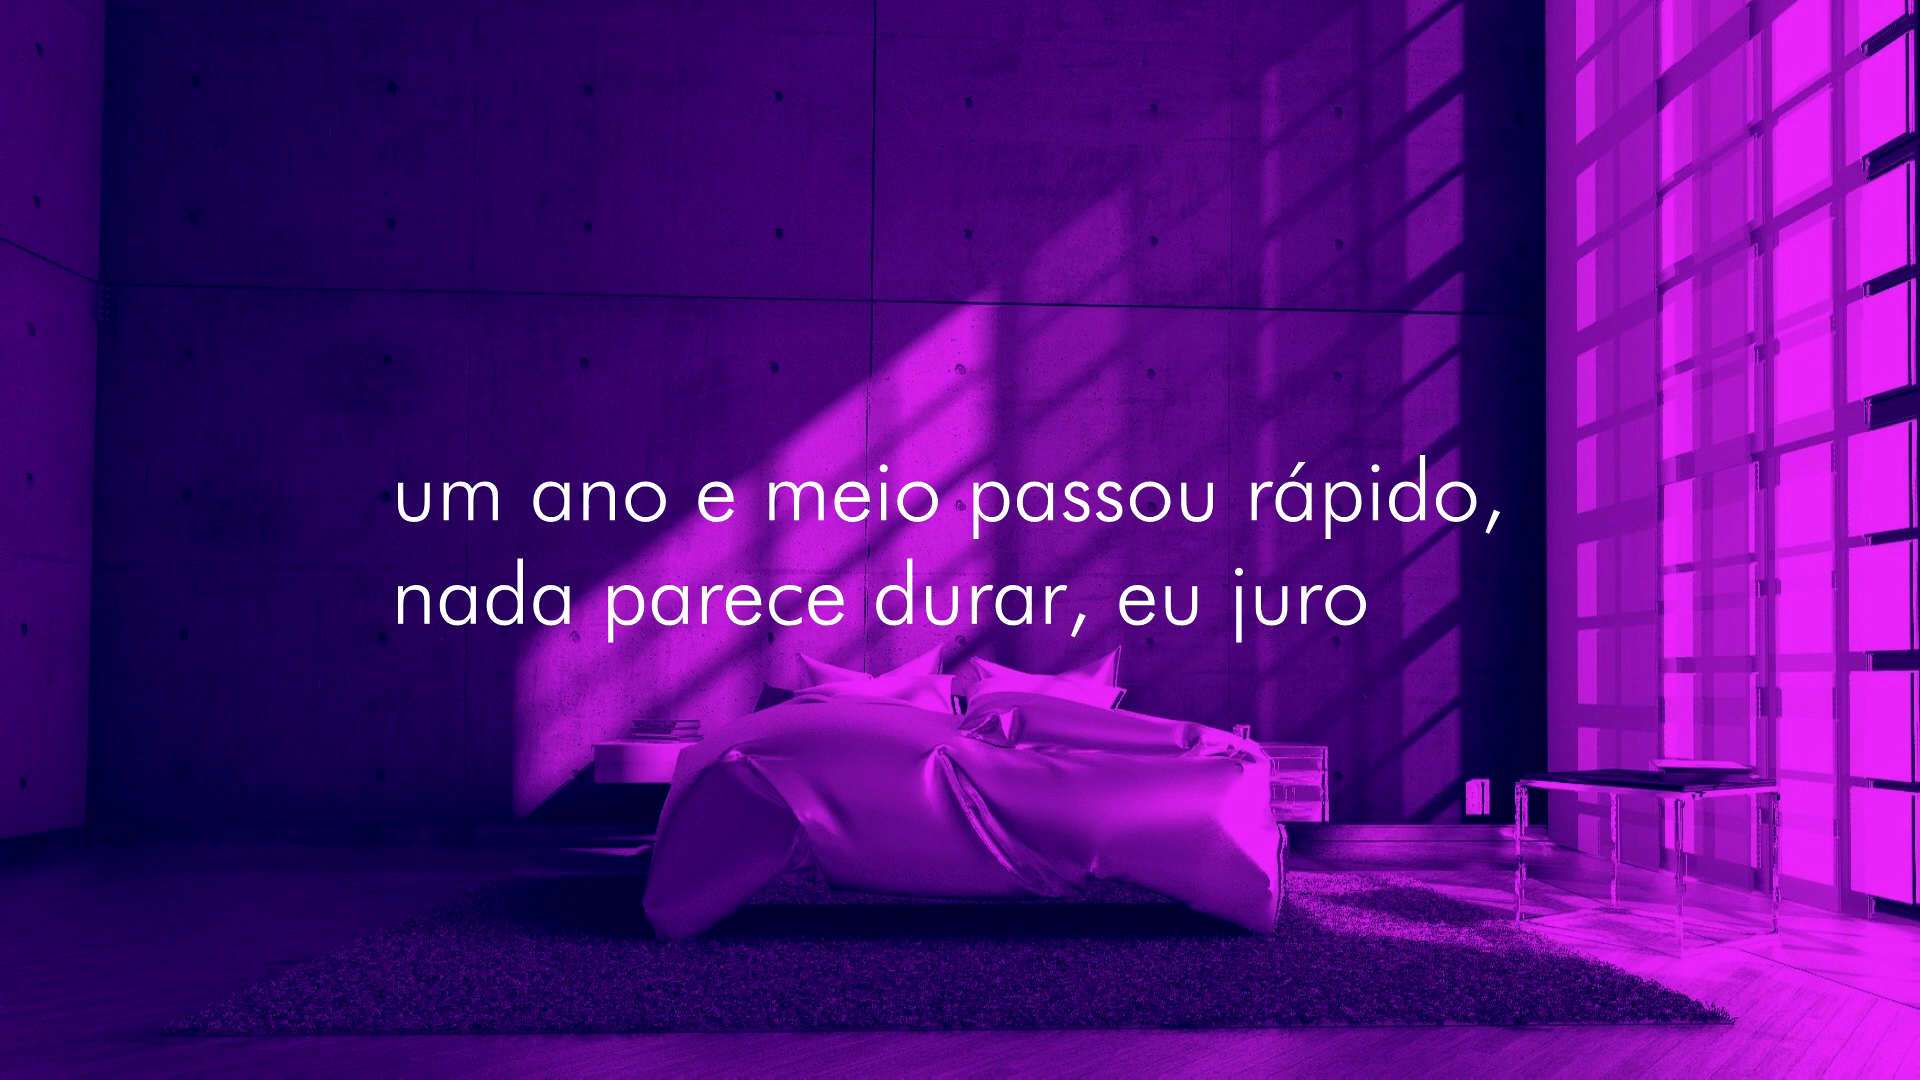 um ano e meio passou rápido,
nada parece durar, eu juro